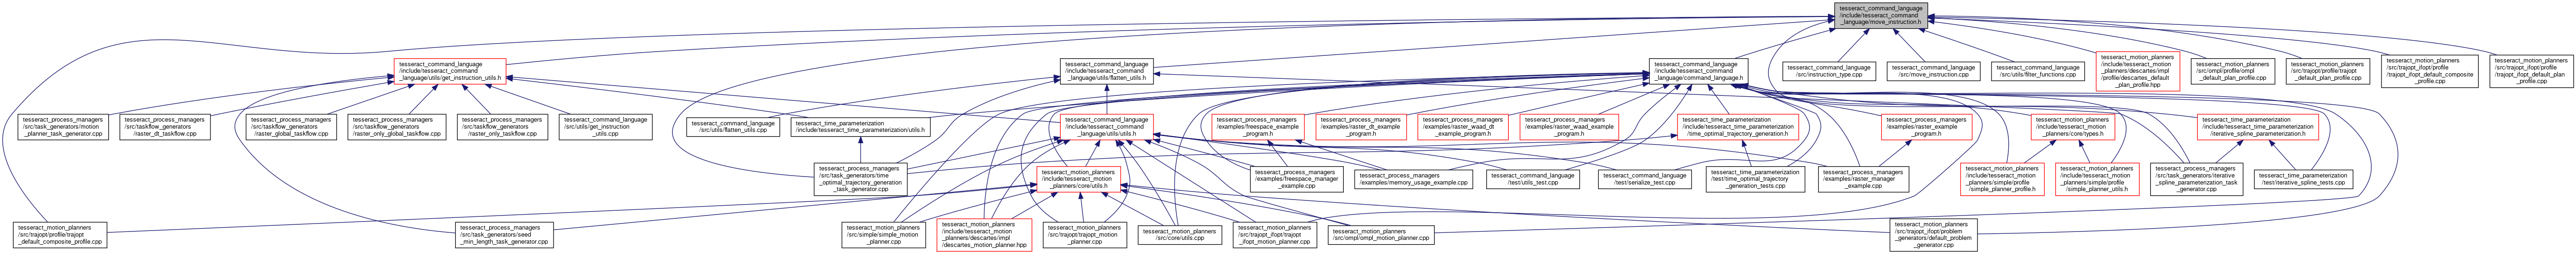 tesseract_command_language
/include/tesseract_command
_language/move_instruction.h
tesseract_command_language
/include/tesseract_command
_language/utils/get_instruction_utils.h
tesseract_command_language
/include/tesseract_command
_language/utils/flatten_utils.h
tesseract_command_language
/include/tesseract_command
_language/command_language.h
tesseract_command_language
/src/instruction_type.cpp
tesseract_command_language
/src/move_instruction.cpp
tesseract_command_language
/src/utils/filter_functions.cpp
tesseract_motion_planners
/include/tesseract_motion
_planners/descartes/impl
/profile/descartes_default
_plan_profile.hpp
tesseract_motion_planners
/src/ompl/profile/ompl
_default_plan_profile.cpp
tesseract_motion_planners
/src/trajopt/profile/trajopt
_default_plan_profile.cpp
tesseract_motion_planners
/src/trajopt_ifopt/profile
/trajopt_ifopt_default_composite
_profile.cpp
tesseract_motion_planners
/src/trajopt_ifopt/profile
/trajopt_ifopt_default_plan
_profile.cpp
tesseract_process_managers
/src/task_generators/motion
_planner_task_generator.cpp
tesseract_process_managers
/src/taskflow_generators
/raster_dt_taskflow.cpp
tesseract_process_managers
/src/taskflow_generators
/raster_global_taskflow.cpp
tesseract_process_managers
/src/taskflow_generators
/raster_only_global_taskflow.cpp
tesseract_process_managers
/src/taskflow_generators
/raster_only_taskflow.cpp
tesseract_command_language
/src/utils/get_instruction
_utils.cpp
tesseract_command_language
/src/utils/flatten_utils.cpp
tesseract_time_parameterization
/include/tesseract_time_parameterization/utils.h
tesseract_command_language
/include/tesseract_command
_language/utils/utils.h
tesseract_process_managers
/examples/freespace_example
_program.h
tesseract_process_managers
/examples/raster_dt_example
_program.h
tesseract_process_managers
/examples/raster_waad_dt
_example_program.h
tesseract_process_managers
/examples/raster_waad_example
_program.h
tesseract_time_parameterization
/include/tesseract_time_parameterization
/time_optimal_trajectory_generation.h
tesseract_process_managers
/examples/raster_example
_program.h
tesseract_motion_planners
/include/tesseract_motion
_planners/core/types.h
tesseract_time_parameterization
/include/tesseract_time_parameterization
/iterative_spline_parameterization.h
tesseract_process_managers
/src/task_generators/time
_optimal_trajectory_generation
_task_generator.cpp
tesseract_motion_planners
/include/tesseract_motion
_planners/core/utils.h
tesseract_process_managers
/examples/freespace_manager
_example.cpp
tesseract_process_managers
/examples/memory_usage_example.cpp
tesseract_command_language
/test/utils_test.cpp
tesseract_command_language
/test/serialize_test.cpp
tesseract_time_parameterization
/test/time_optimal_trajectory
_generation_tests.cpp
tesseract_process_managers
/examples/raster_manager
_example.cpp
tesseract_motion_planners
/include/tesseract_motion
_planners/simple/profile
/simple_planner_profile.h
tesseract_motion_planners
/include/tesseract_motion
_planners/simple/profile
/simple_planner_utils.h
tesseract_process_managers
/src/task_generators/iterative
_spline_parameterization_task
_generator.cpp
tesseract_time_parameterization
/test/iterative_spline_tests.cpp
tesseract_motion_planners
/src/trajopt/profile/trajopt
_default_composite_profile.cpp
tesseract_process_managers
/src/task_generators/seed
_min_length_task_generator.cpp
tesseract_motion_planners
/src/simple/simple_motion
_planner.cpp
tesseract_motion_planners
/include/tesseract_motion
_planners/descartes/impl
/descartes_motion_planner.hpp
tesseract_motion_planners
/src/trajopt/trajopt_motion
_planner.cpp
tesseract_motion_planners
/src/core/utils.cpp
tesseract_motion_planners
/src/trajopt_ifopt/trajopt
_ifopt_motion_planner.cpp
tesseract_motion_planners
/src/ompl/ompl_motion_planner.cpp
tesseract_motion_planners
/src/trajopt_ifopt/problem
_generators/default_problem
_generator.cpp